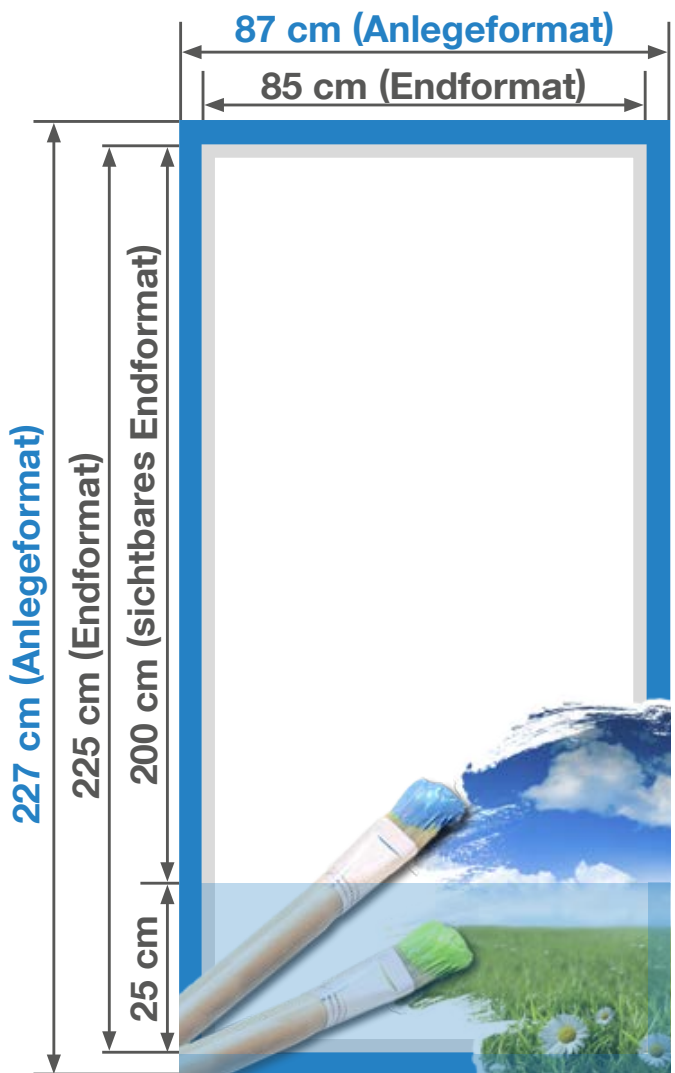 87 cm (Anlegeformat)
85 cm (Endformat)
227 cm (Anlegeformat)
225 cm (Endformat)
200 cm (sichtbares Endformat)
25 cm